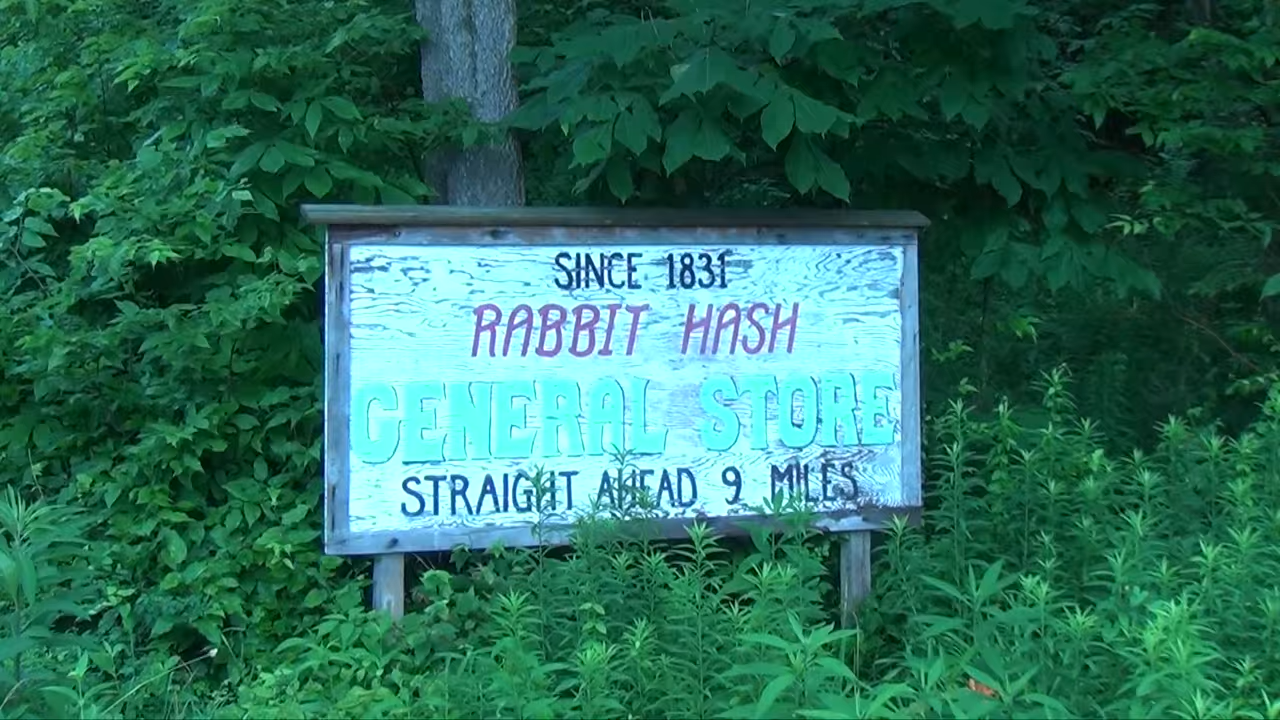 SINCE 1831
RABBIT HASH
GENERAL STORE
STRAIGHT AHEAD 9 MILES